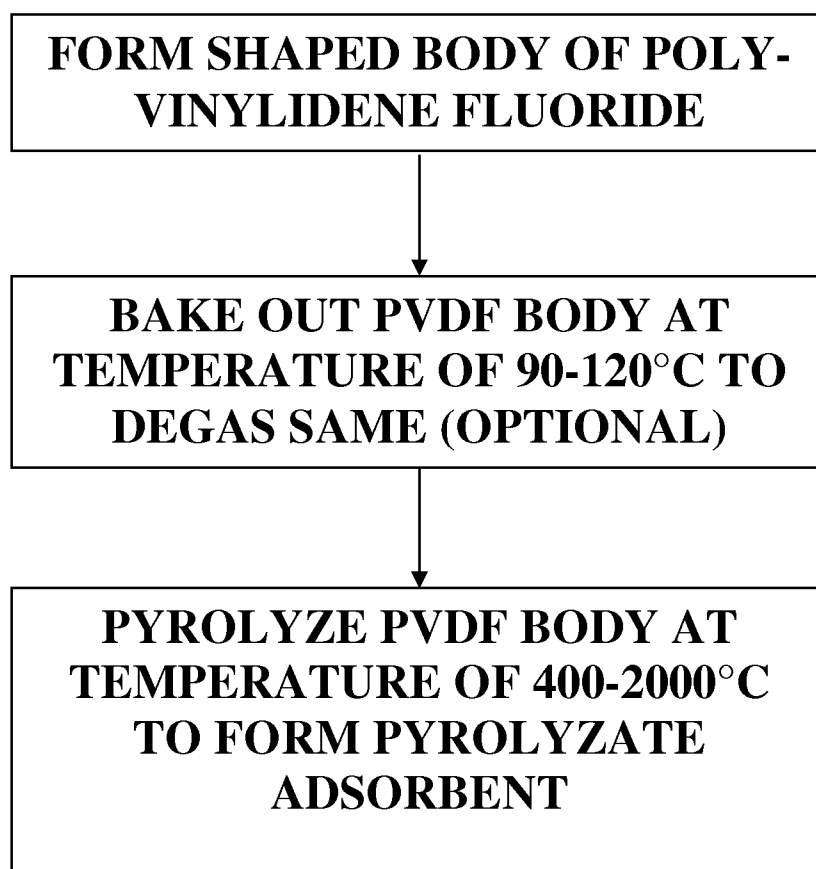 FORM SHAPED BODY OF POLY-
VINYLIDENE FLUORIDE
BAKE OUT PVDF BODY AT
TEMPERATURE OF 90-120°C TO
DEGAS SAME (OPTIONAL)
PYROLYZE PVDF BODY AT
TEMPERATURE OF 400-2000°C
TO FORM PYROLYZATE
ADSORBENT